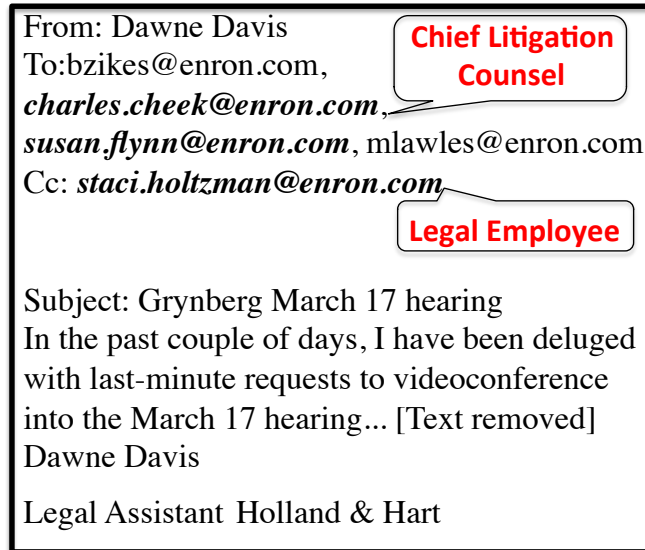 From: Dawne Davis
To:bzikes@enron.com,
Chief Litigation
Counsel
charles.cheek@enron.com,
susan.flynn@enron.com, mlawles@enron.com
Cc: staci.holtzman@enron.com
Legal Employee
Subject: Grynberg March 17 hearing
In the past couple of days, I have been deluged
with last-minute requests to videoconference
into the March 17 hearing... [Text removed]
Dawne Davis
Legal Assistant Holland & Hart